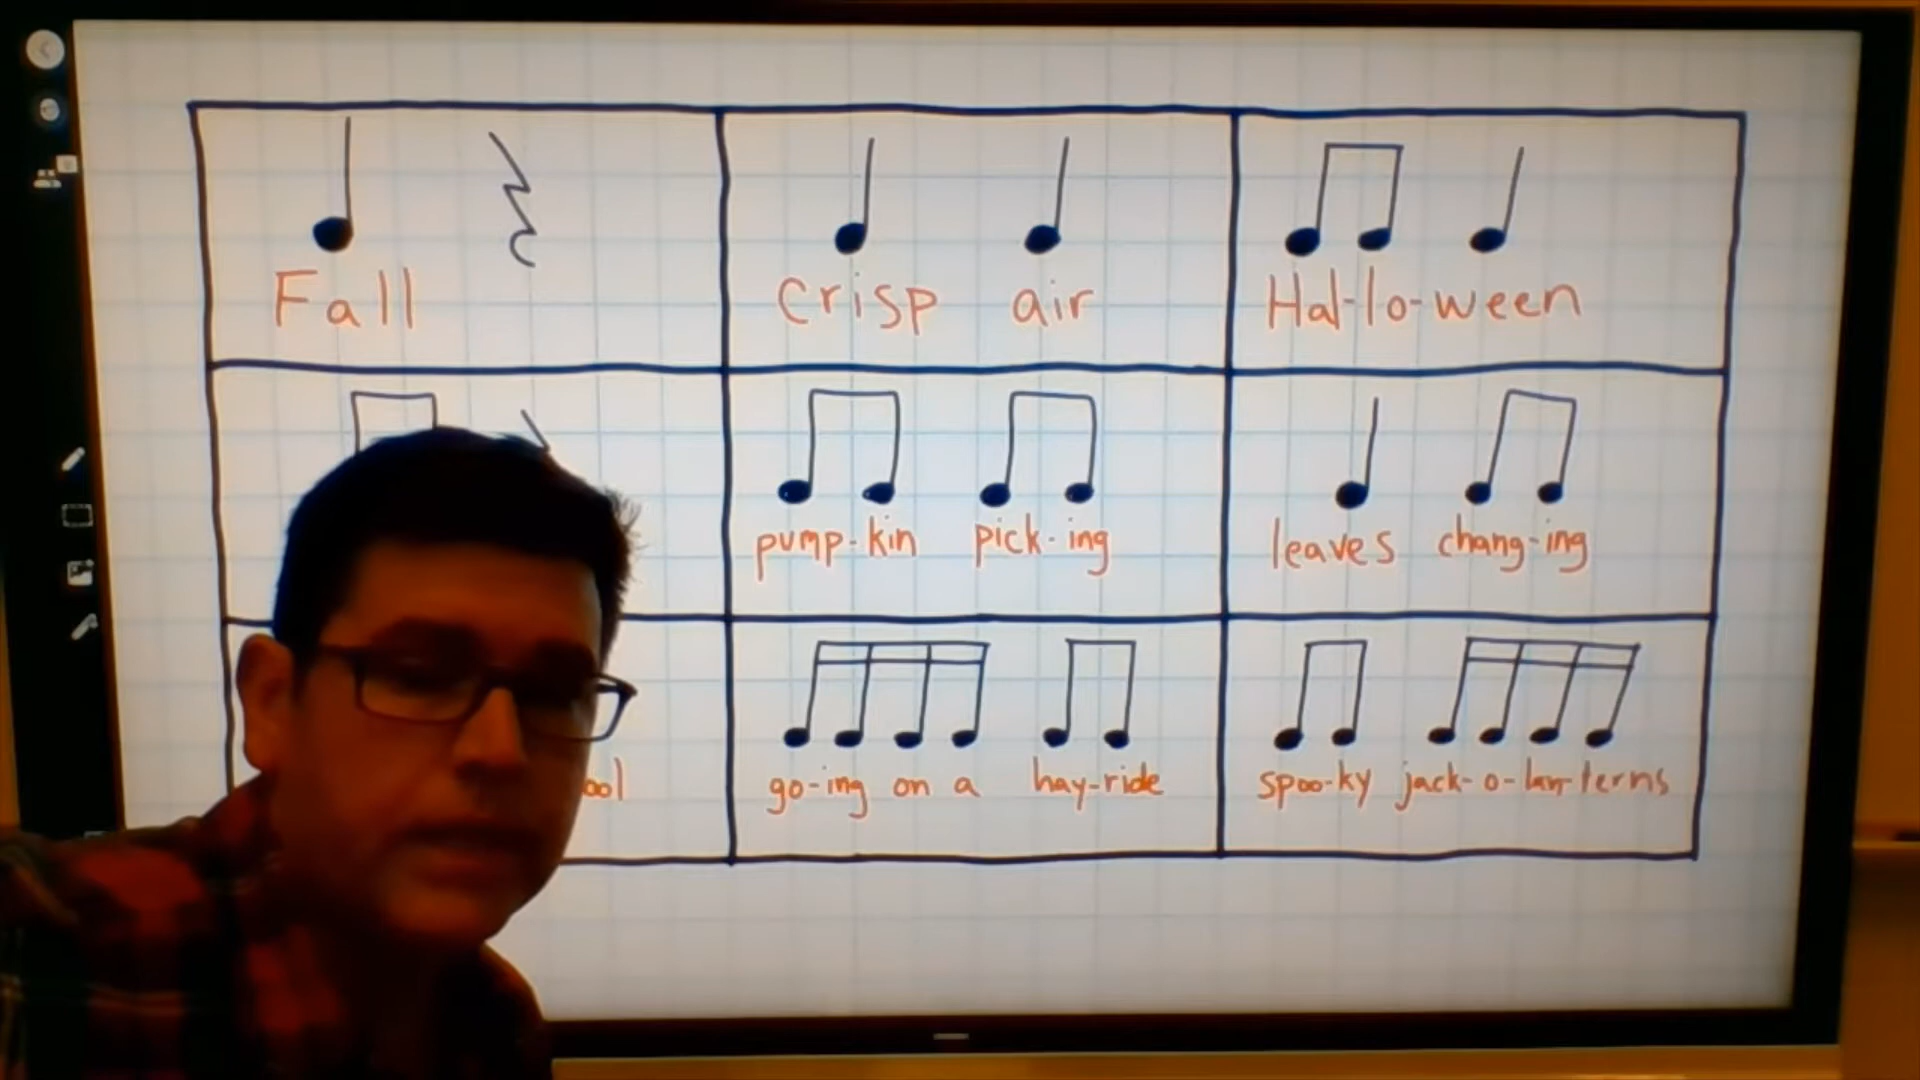 Fall
Crisp air
Hal-lo-ween
pump-kin pick-ing
leaves chang-ing
go-ing on a hay-ride
spoo-ky jack-o-lan-terns